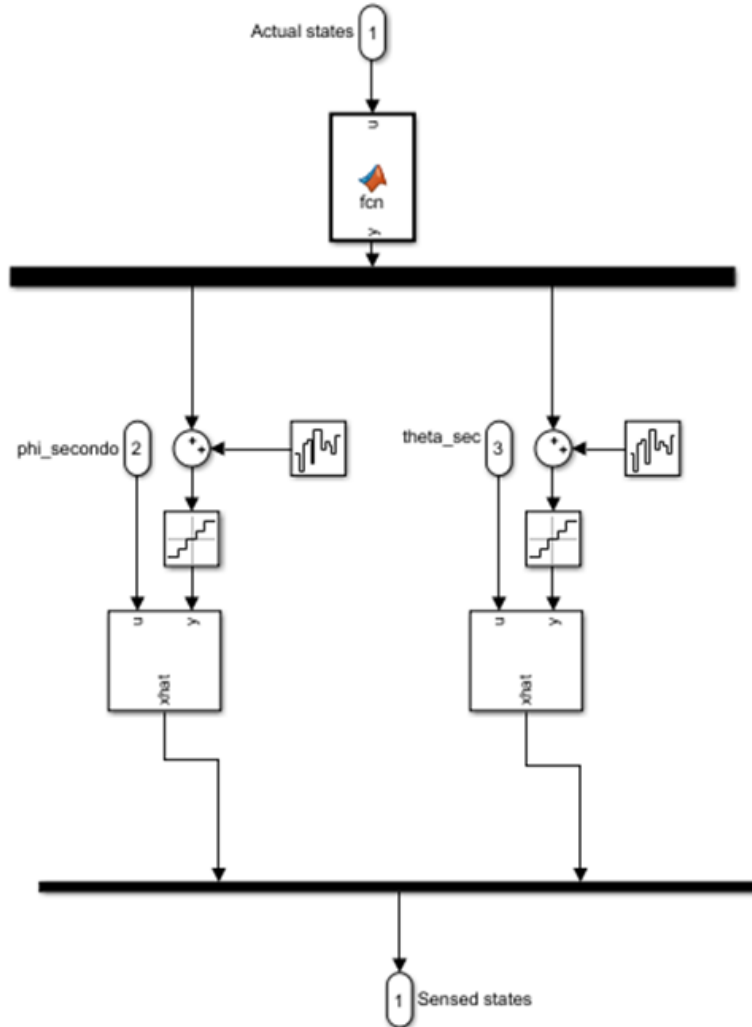 Actual states 1
u
fcn
y
phi_secondo 2
+
+
theta_sec 3
+
+
u y
xhat
u y
xhat
1 Sensed states